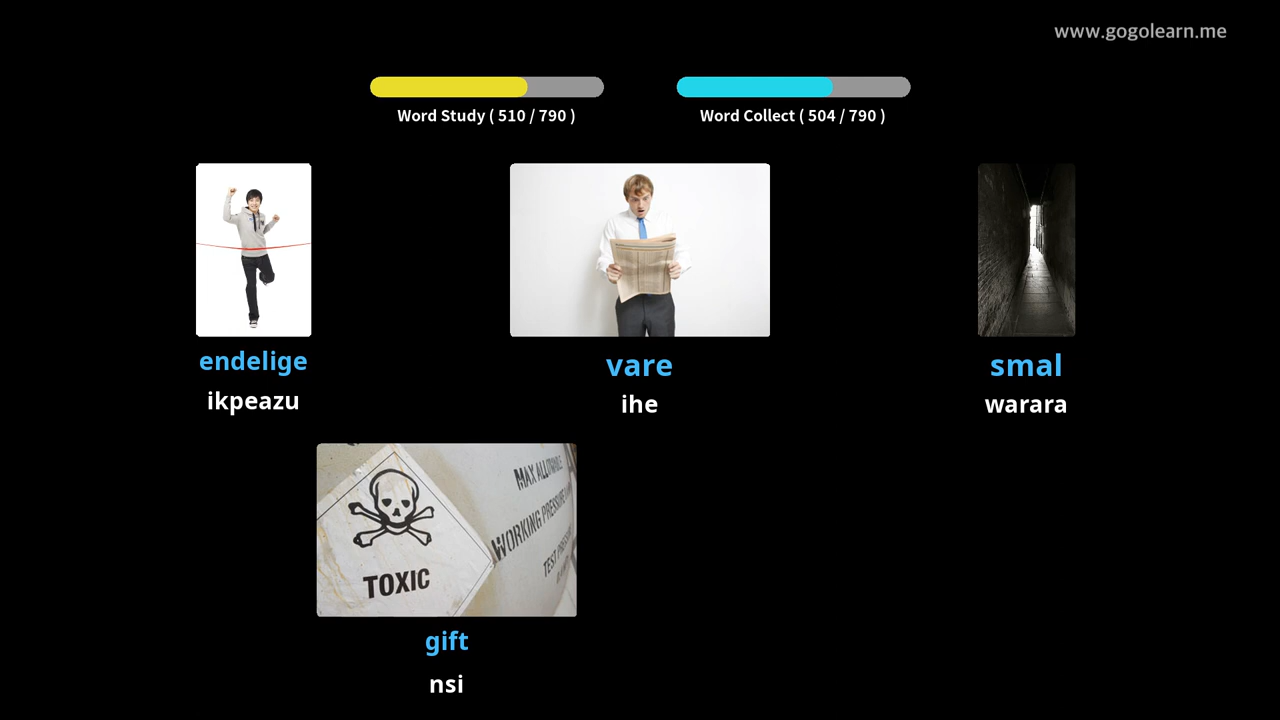 www.gogolearn.me
Word Study ( 510 / 790 )
Word Collect ( 504 / 790 )
endelige
ikpeazu
vare
ihe
smal
warara
TOXIC
MAX ALLOWABLE
WORKING PRESSURE
TEST PRESSURE
gift
nsi